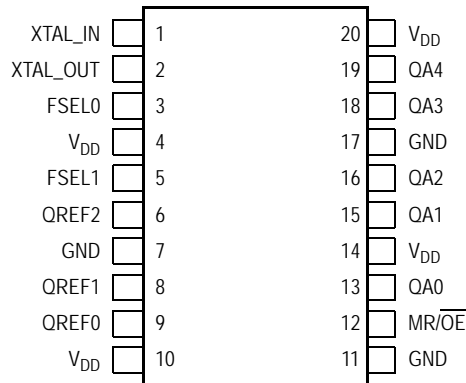 XTAL_IN 1 20 VDD
XTAL_OUT 2 19 QA4
FSEL0 3 18 QA3
VDD 4 17 GND
FSEL1 5 16 QA2
QREF2 6 15 QA1
GND 7 14 VDD
QREF1 8 13 QA0
QREF0 9 12 MR/O̅E̅
VDD 10 11 GND